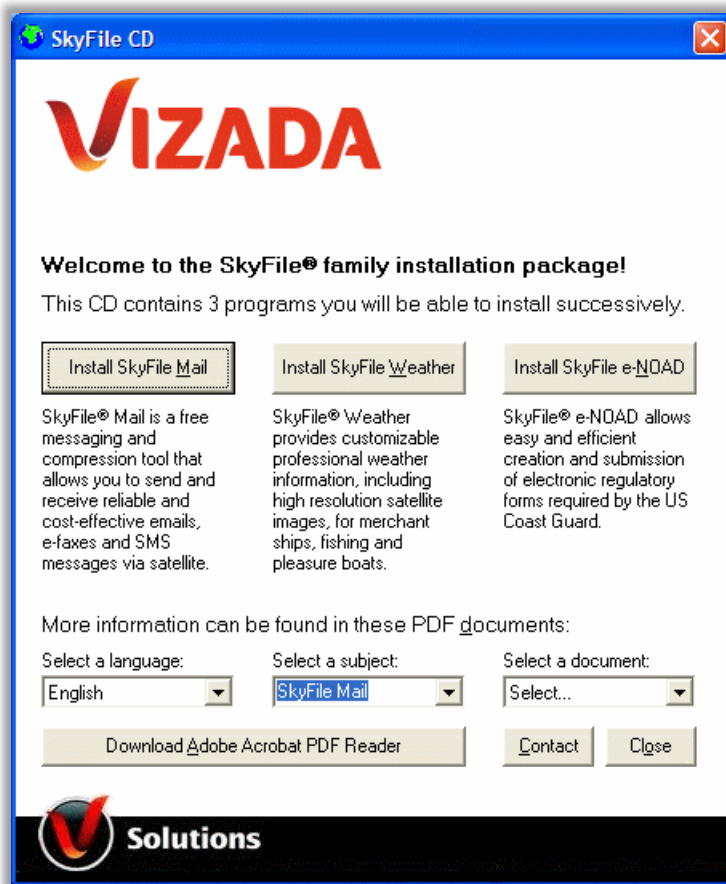 SkyFile CD
VIZADA
Welcome to the SkyFile® family installation package!
This CD contains 3 programs you will be able to install successively.
Install SkyFile Mail
Install SkyFile Weather
Install SkyFile e-NOAD
SkyFile® Mail is a free
messaging and
compression tool that
allows you to send and
receive reliable and
cost-effective emails,
e-faxes and SMS
messages via satellite.
SkyFile® Weather
provides customizable
professional weather
information, including
high resolution satellite
images, for merchant
ships, fishing and
pleasure boats.
SkyFile® e-NOAD allows
easy and efficient
creation and submission
of electronic regulatory
forms required by the US
Coast Guard.
More information can be found in these PDF documents:
Select a language:
English
Select a subject:
SkyFile Mail
Select a document:
Select...
Download Adobe Acrobat PDF Reader
Contact
Close
Solutions